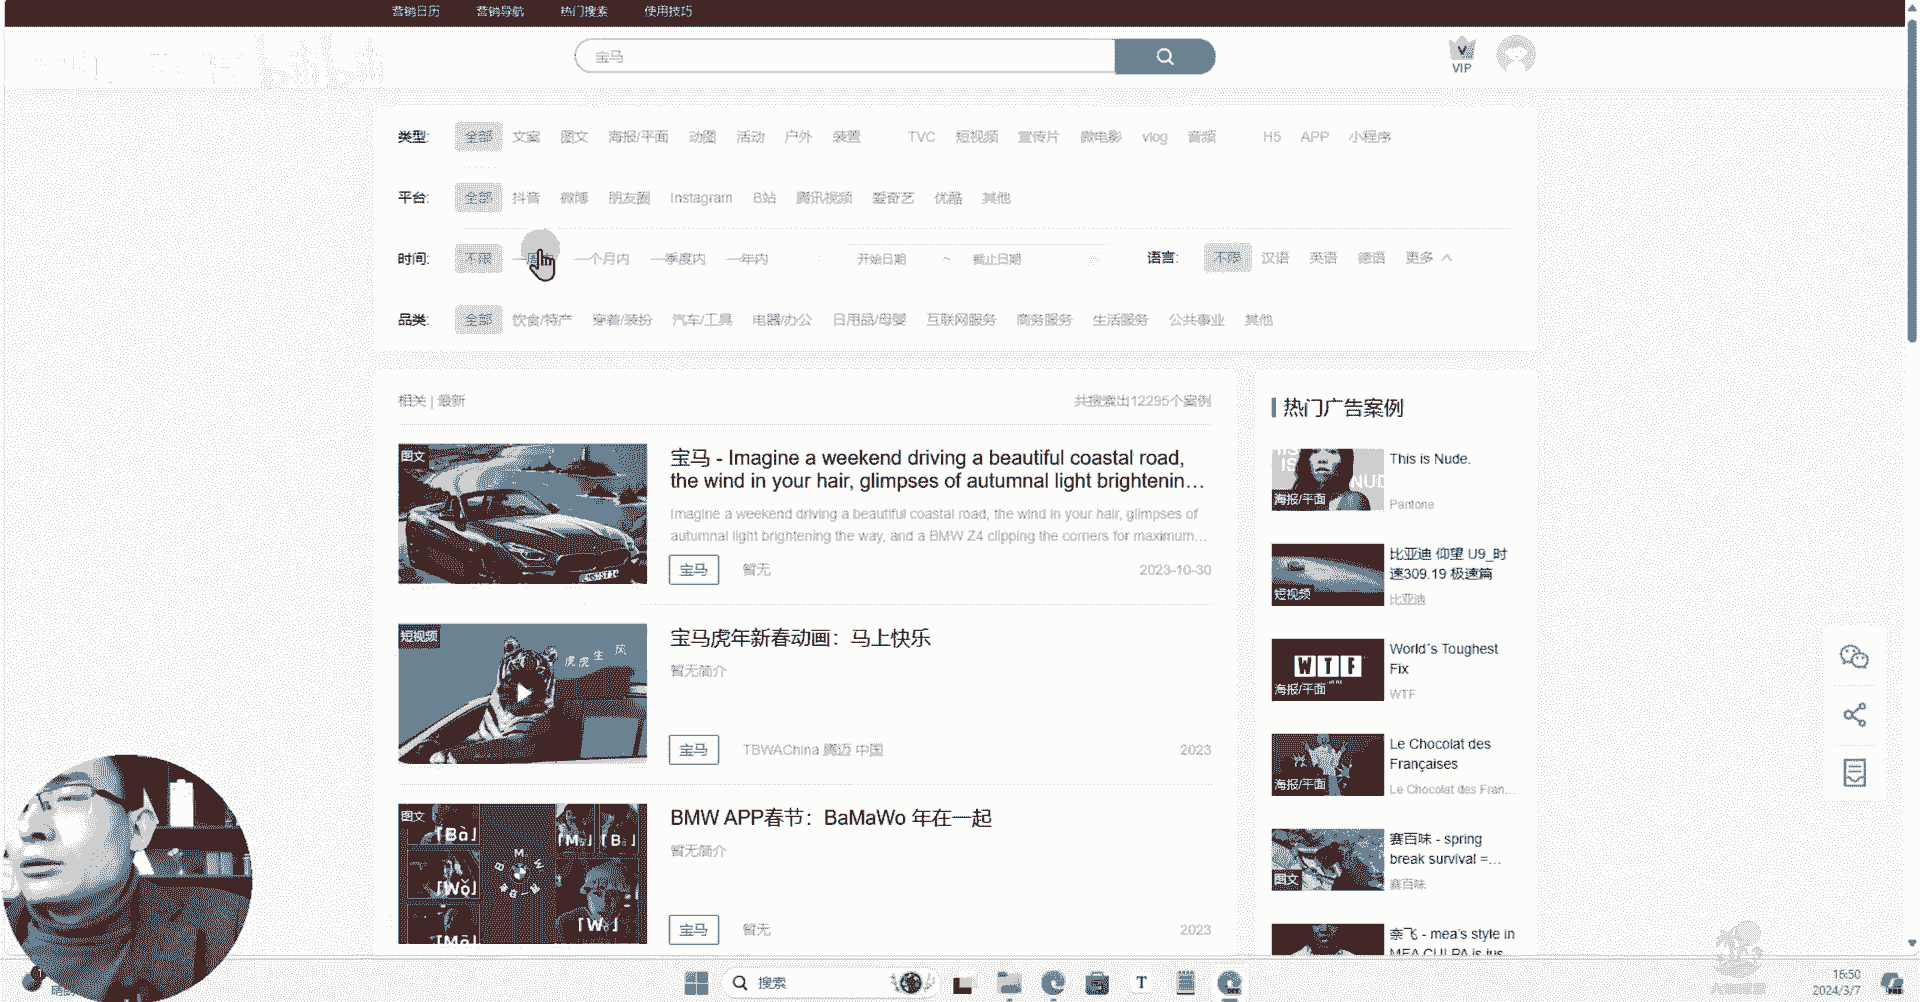 营销日历 营销导航 热门搜索 使用技巧
宝马
VIP
类型: 全部 文案 图文 海报/平面 动图 活动 户外 装置 TVC 短视频 宣传片 微电影 vlog 音频 H5 APP 小程序
平台: 全部 抖音 微博 朋友圈 Instagram B站 腾讯视频 爱奇艺 优酷 其他
时间: 不限 一个月内 一季度内 一年内 开始日期 ~ 截止日期 语言: 不限 汉语 英语 德语 更多
品类: 全部 饮食/特产 穿着/装扮 汽车/工具 电器/办公 日用品/母婴 互联网服务 商务服务 生活服务 公共事业 其他
相关 | 最新
共搜索出12295个案例
图文
宝马 - Imagine a weekend driving a beautiful coastal road,
the wind in your hair, glimpses of autumnal light brightenin…
Imagine a weekend driving a beautiful coastal road, the wind in your hair, glimpses of
autumnal light brightening the way, and a BMW Z4 clipping the corners for maximum…
宝马 暂无 2023-10-30
短视频
虎虎生风
宝马虎年新春动画：马上快乐
暂无简介
宝马 TBWAChina 腾迈 中国 2023
图文
「Bà」
「Wǒ」
「Mǎ」
BMW APP春节：BaMaWo 年在一起
暂无简介
宝马 暂无 2023
热门广告案例
海报/平面
This is Nude.
Pantone
短视频
比亚迪 仰望 U9_时
速309.19 极速篇
比亚迪
WTF
海报/平面
World's Toughest
Fix
WTF
海报/平面
Le Chocolat des
Françaises
Le Chocolat des Fran…
图文
赛百味 - spring
break survival =…
赛百味
奈飞 - mea's style in
MEA CULPA is jus
搜索
16:50
2024/3/7